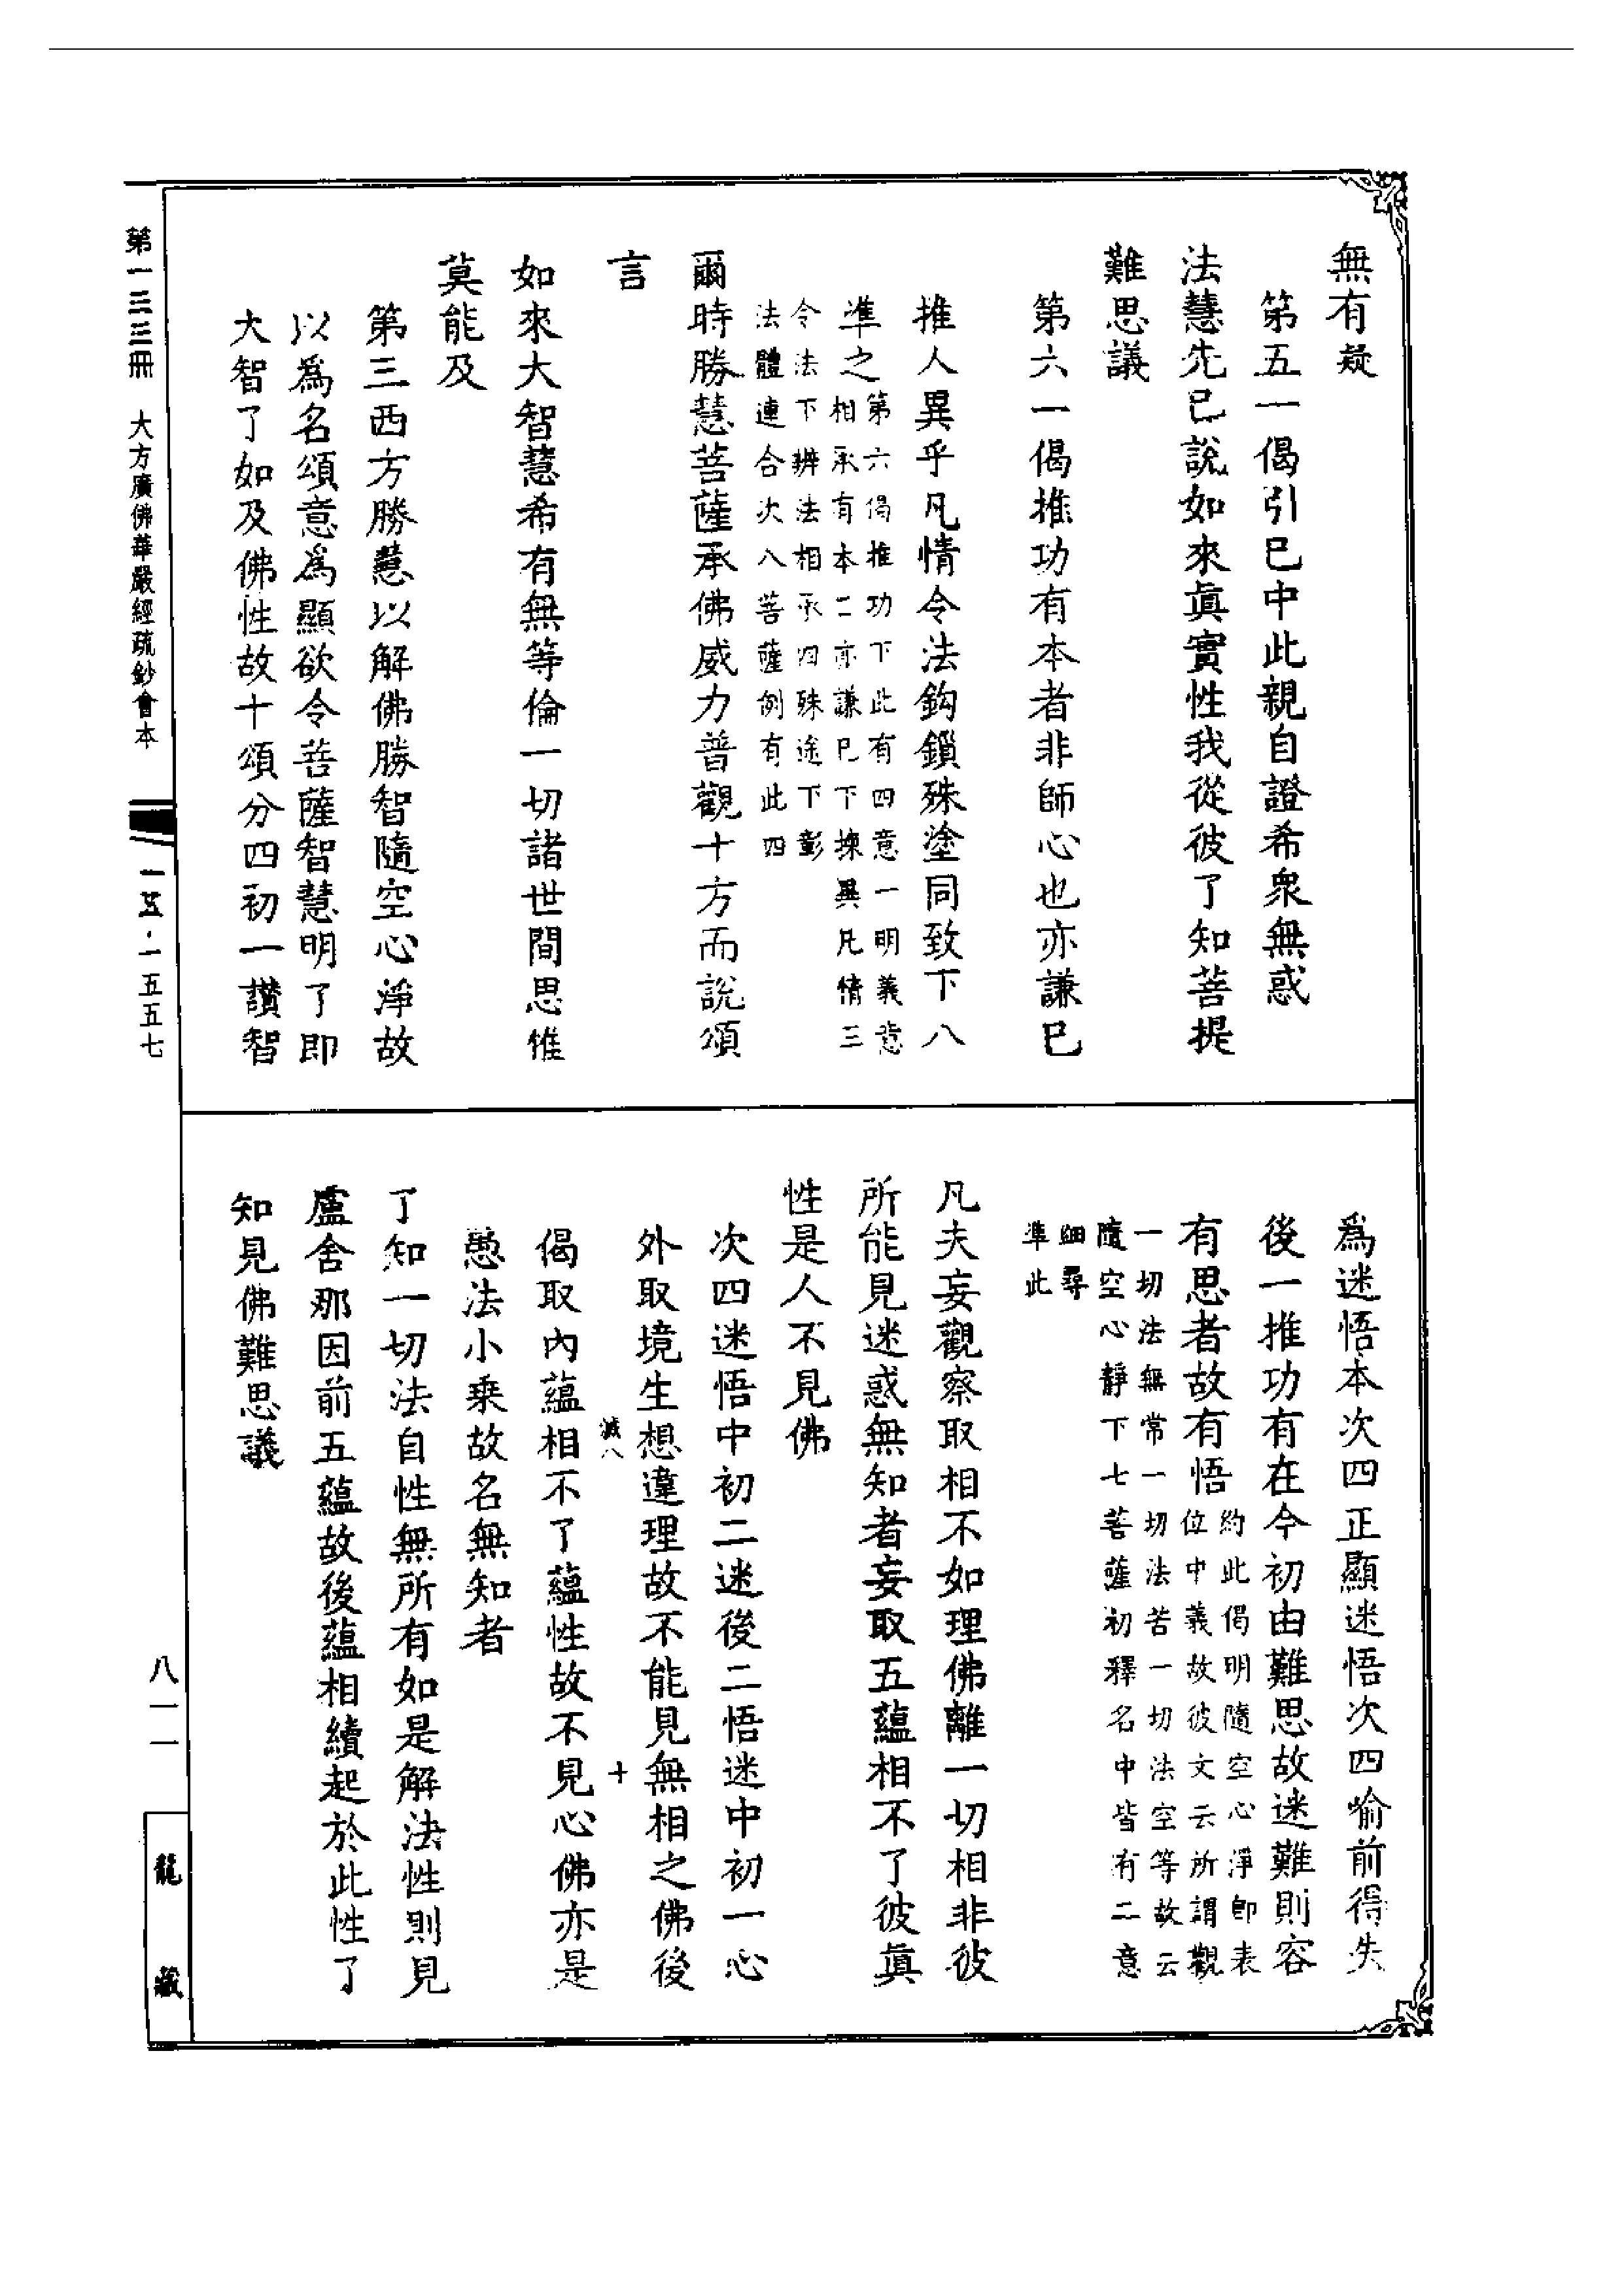 無有疑
第五一偈引已中此親自證希衆無惑
法慧先已說如來眞實性我從彼了知菩提
難思議
第六一偈推功有本者非師心也亦謙已
推人異乎凡情令法鈎鎖殊塗同致下八
準之
第六偈推功下此有四意一明義意
相承有本二亦謙已下揀異凡情三
令法下辨法相承四殊途下彰
法體連合次八菩薩例有此四
爾時勝慧菩薩承佛威力普觀十方而說頌
言
如來大智慧希有無等倫一切諸世間思惟
莫能及
第三西方勝慧以解佛勝智隨空心淨故
以爲名頌意爲顯欲令菩薩智慧明了即
大智了如及佛性故十頌分四初一讚智
爲迷悟本次四正顯迷悟次四喻前得失
後一推功有在今初由難思故迷難則容
有思者故有悟
約此偈明隨空心淨即表
位中義故彼文云所謂觀
一切法無常一切法苦一切法空等故云
隨空心靜下七菩薩初釋名中皆有二意
細尋
準此
凡夫妄觀察取相不如理佛離一切相非彼
所能見迷惑無知者妄取五蘊相不了彼眞
性是人不見佛
次四迷悟中初二迷後二悟迷中初一心
外取境生想違理故不能見無相之佛後
減八
十
偈取內蘊相不了蘊性故不見心佛亦是
愚法小乘故名無知者
了知一切法自性無所有如是解法性則見
盧舍那因前五蘊故後蘊相續起於此性了
知見佛難思議
第一三三冊　大方廣佛華嚴經疏鈔會本
一五·一五五七
八一一
龍藏